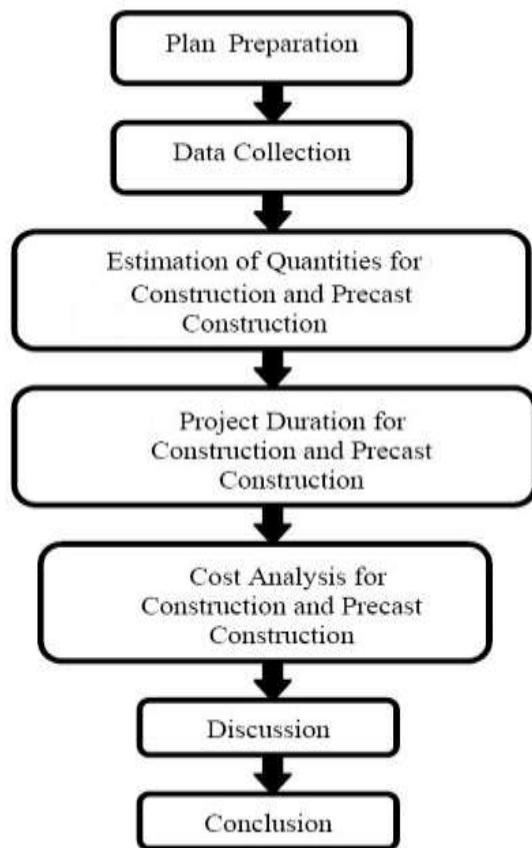 Plan Preparation
Data Collection
Estimation of Quantities for
Construction and Precast
Construction
Project Duration for
Construction and Precast
Construction
Cost Analysis for
Construction and Precast
Construction
Discussion
Conclusion